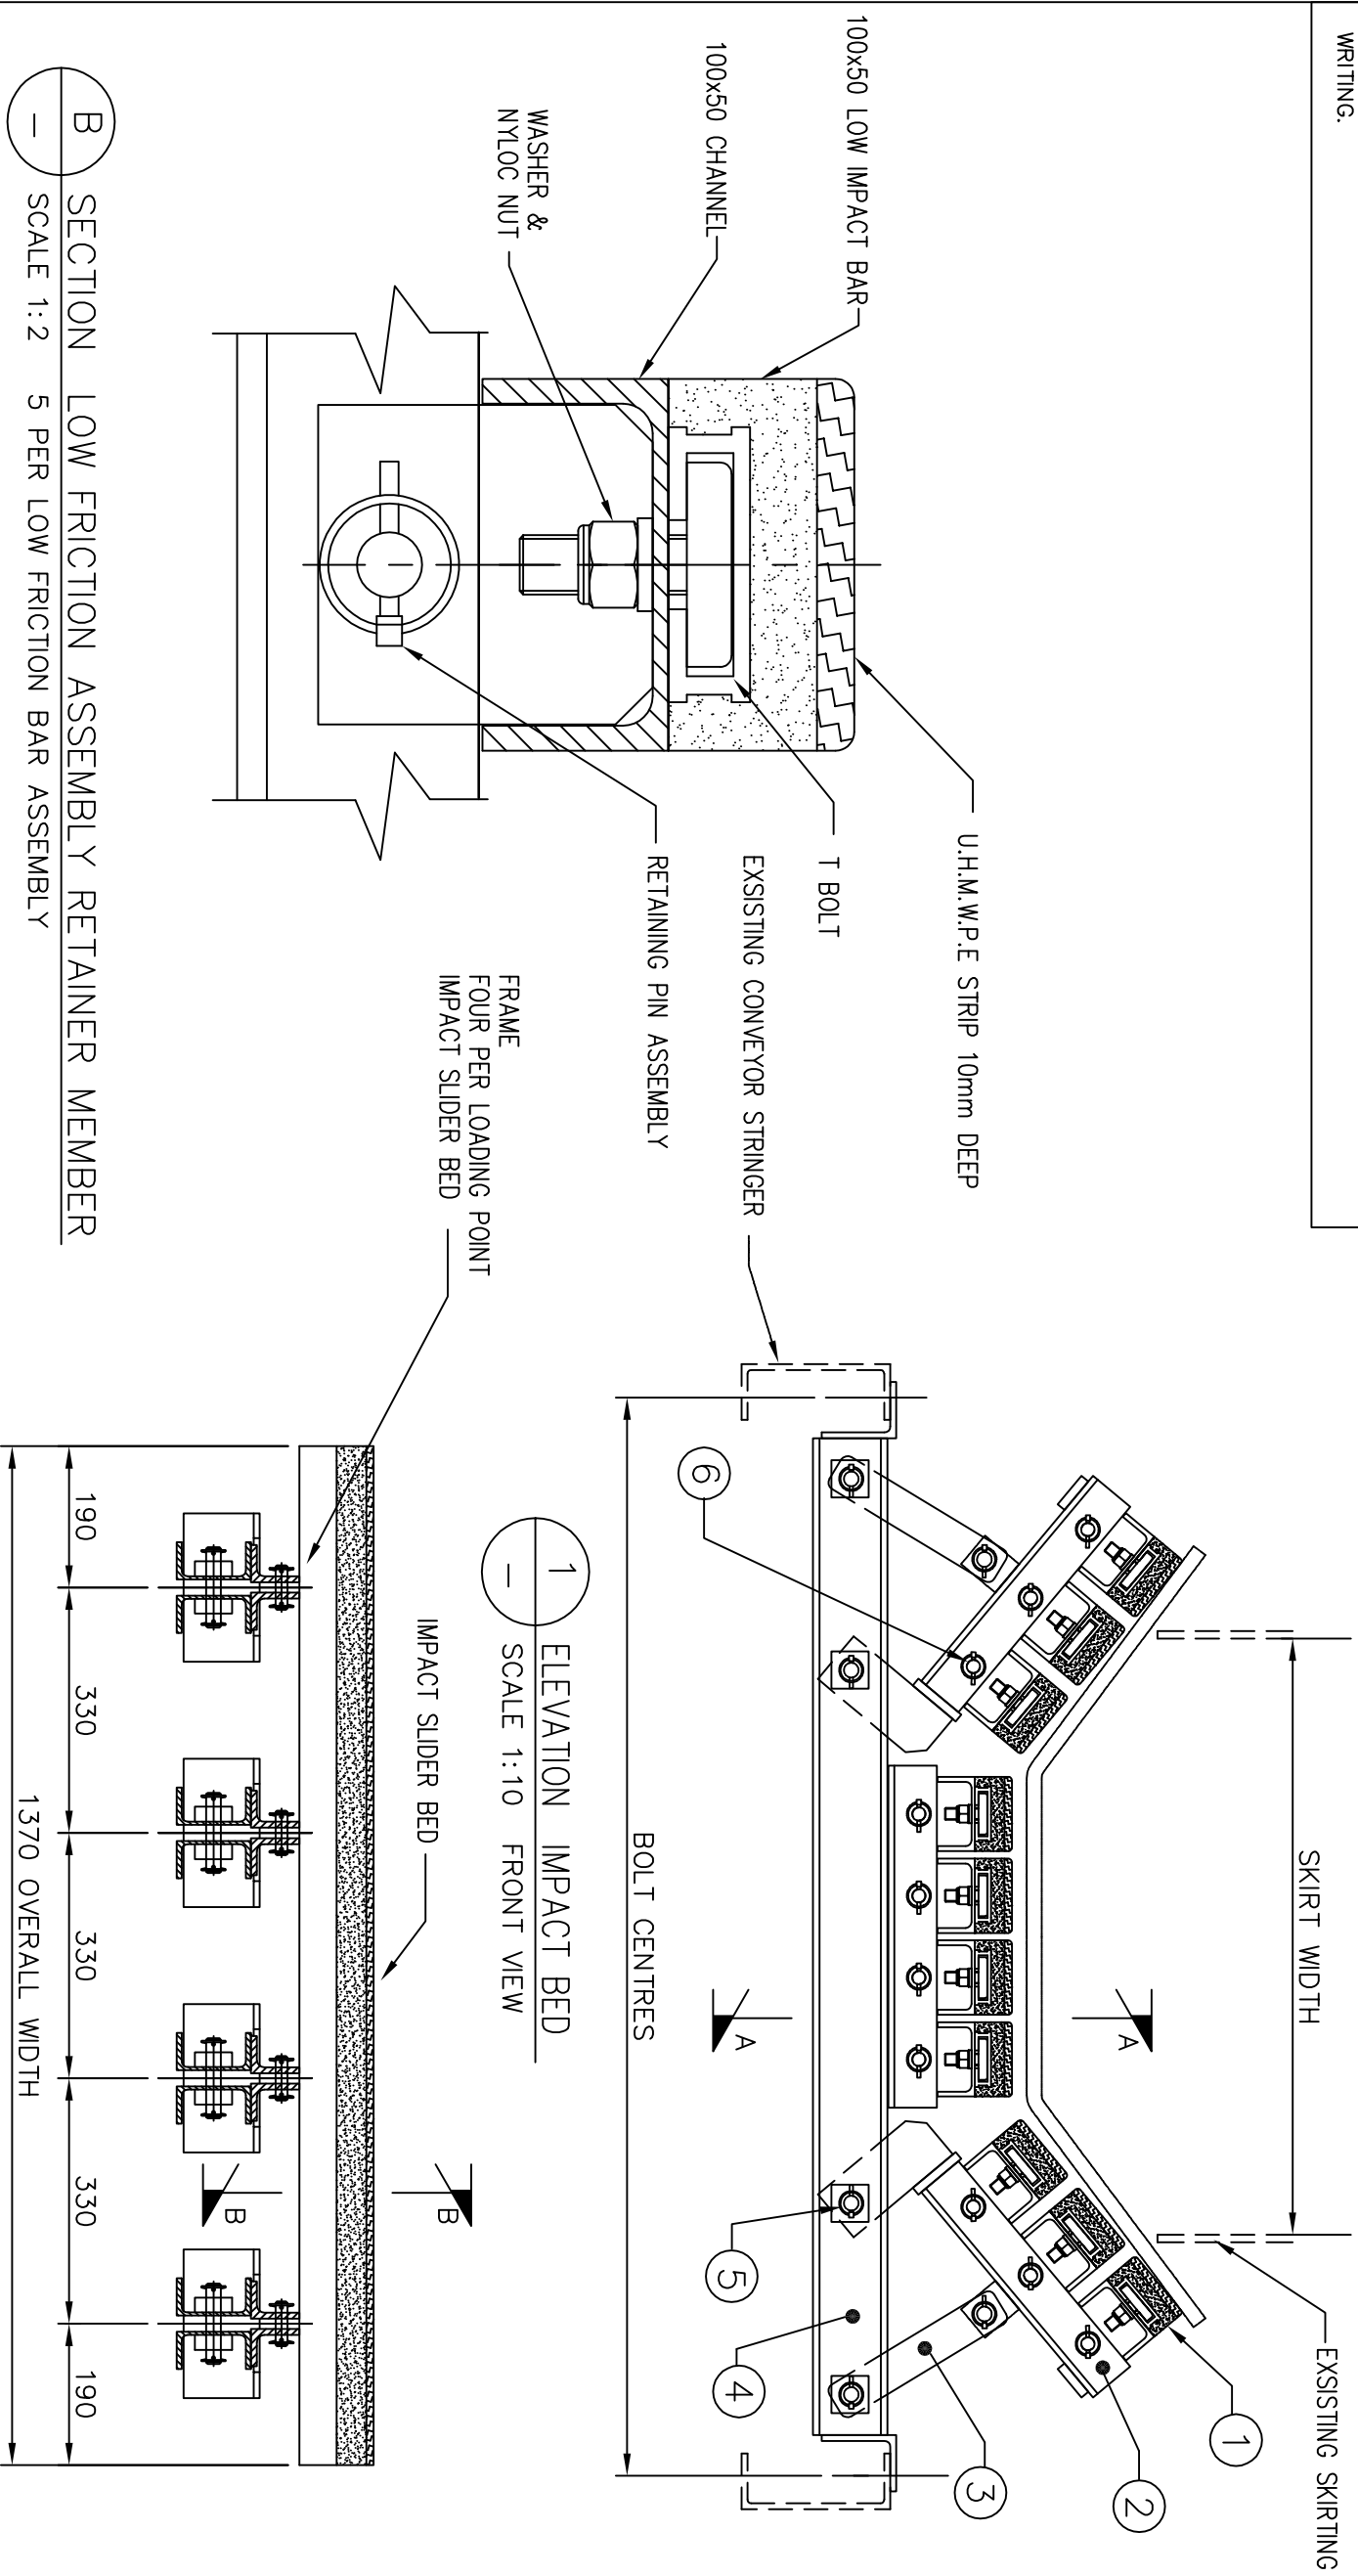 WRITING.
100x50 LOW IMPACT BAR
100x50 CHANNEL
WASHER &
NYLOC NUT
U.H.M.W.P.E STRIP 10mm DEEP
T BOLT
RETAINING PIN ASSEMBLY
B
–
SECTION LOW FRICTION ASSEMBLY RETAINER MEMBER
SCALE 1:2 5 PER LOW FRICTION BAR ASSEMBLY
EXSISTING SKIRTING
SKIRT WIDTH
1
2
3
4
5
6
A
A
EXSISTING CONVEYOR STRINGER
BOLT CENTRES
1
–
ELEVATION IMPACT BED
SCALE 1:10 FRONT VIEW
FRAME
FOUR PER LOADING POINT
IMPACT SLIDER BED
IMPACT SLIDER BED
B
B
190
330
330
330
190
1370 OVERALL WIDTH